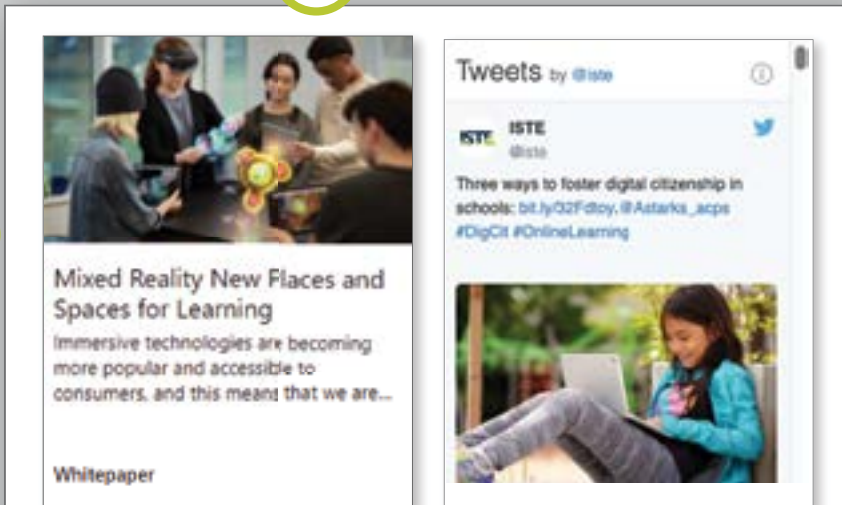 Mixed Reality New Places and
Spaces for Learning
Immersive technologies are becoming
more popular and accessible to
consumers, and this means that we are...
Whitepaper
Tweets by @iste
ISTE ISTE
@iste
Three ways to foster digital citizenship in
schools: bit.ly/32Fdtoy. @Astarks_acps
#DigCit #OnlineLearning